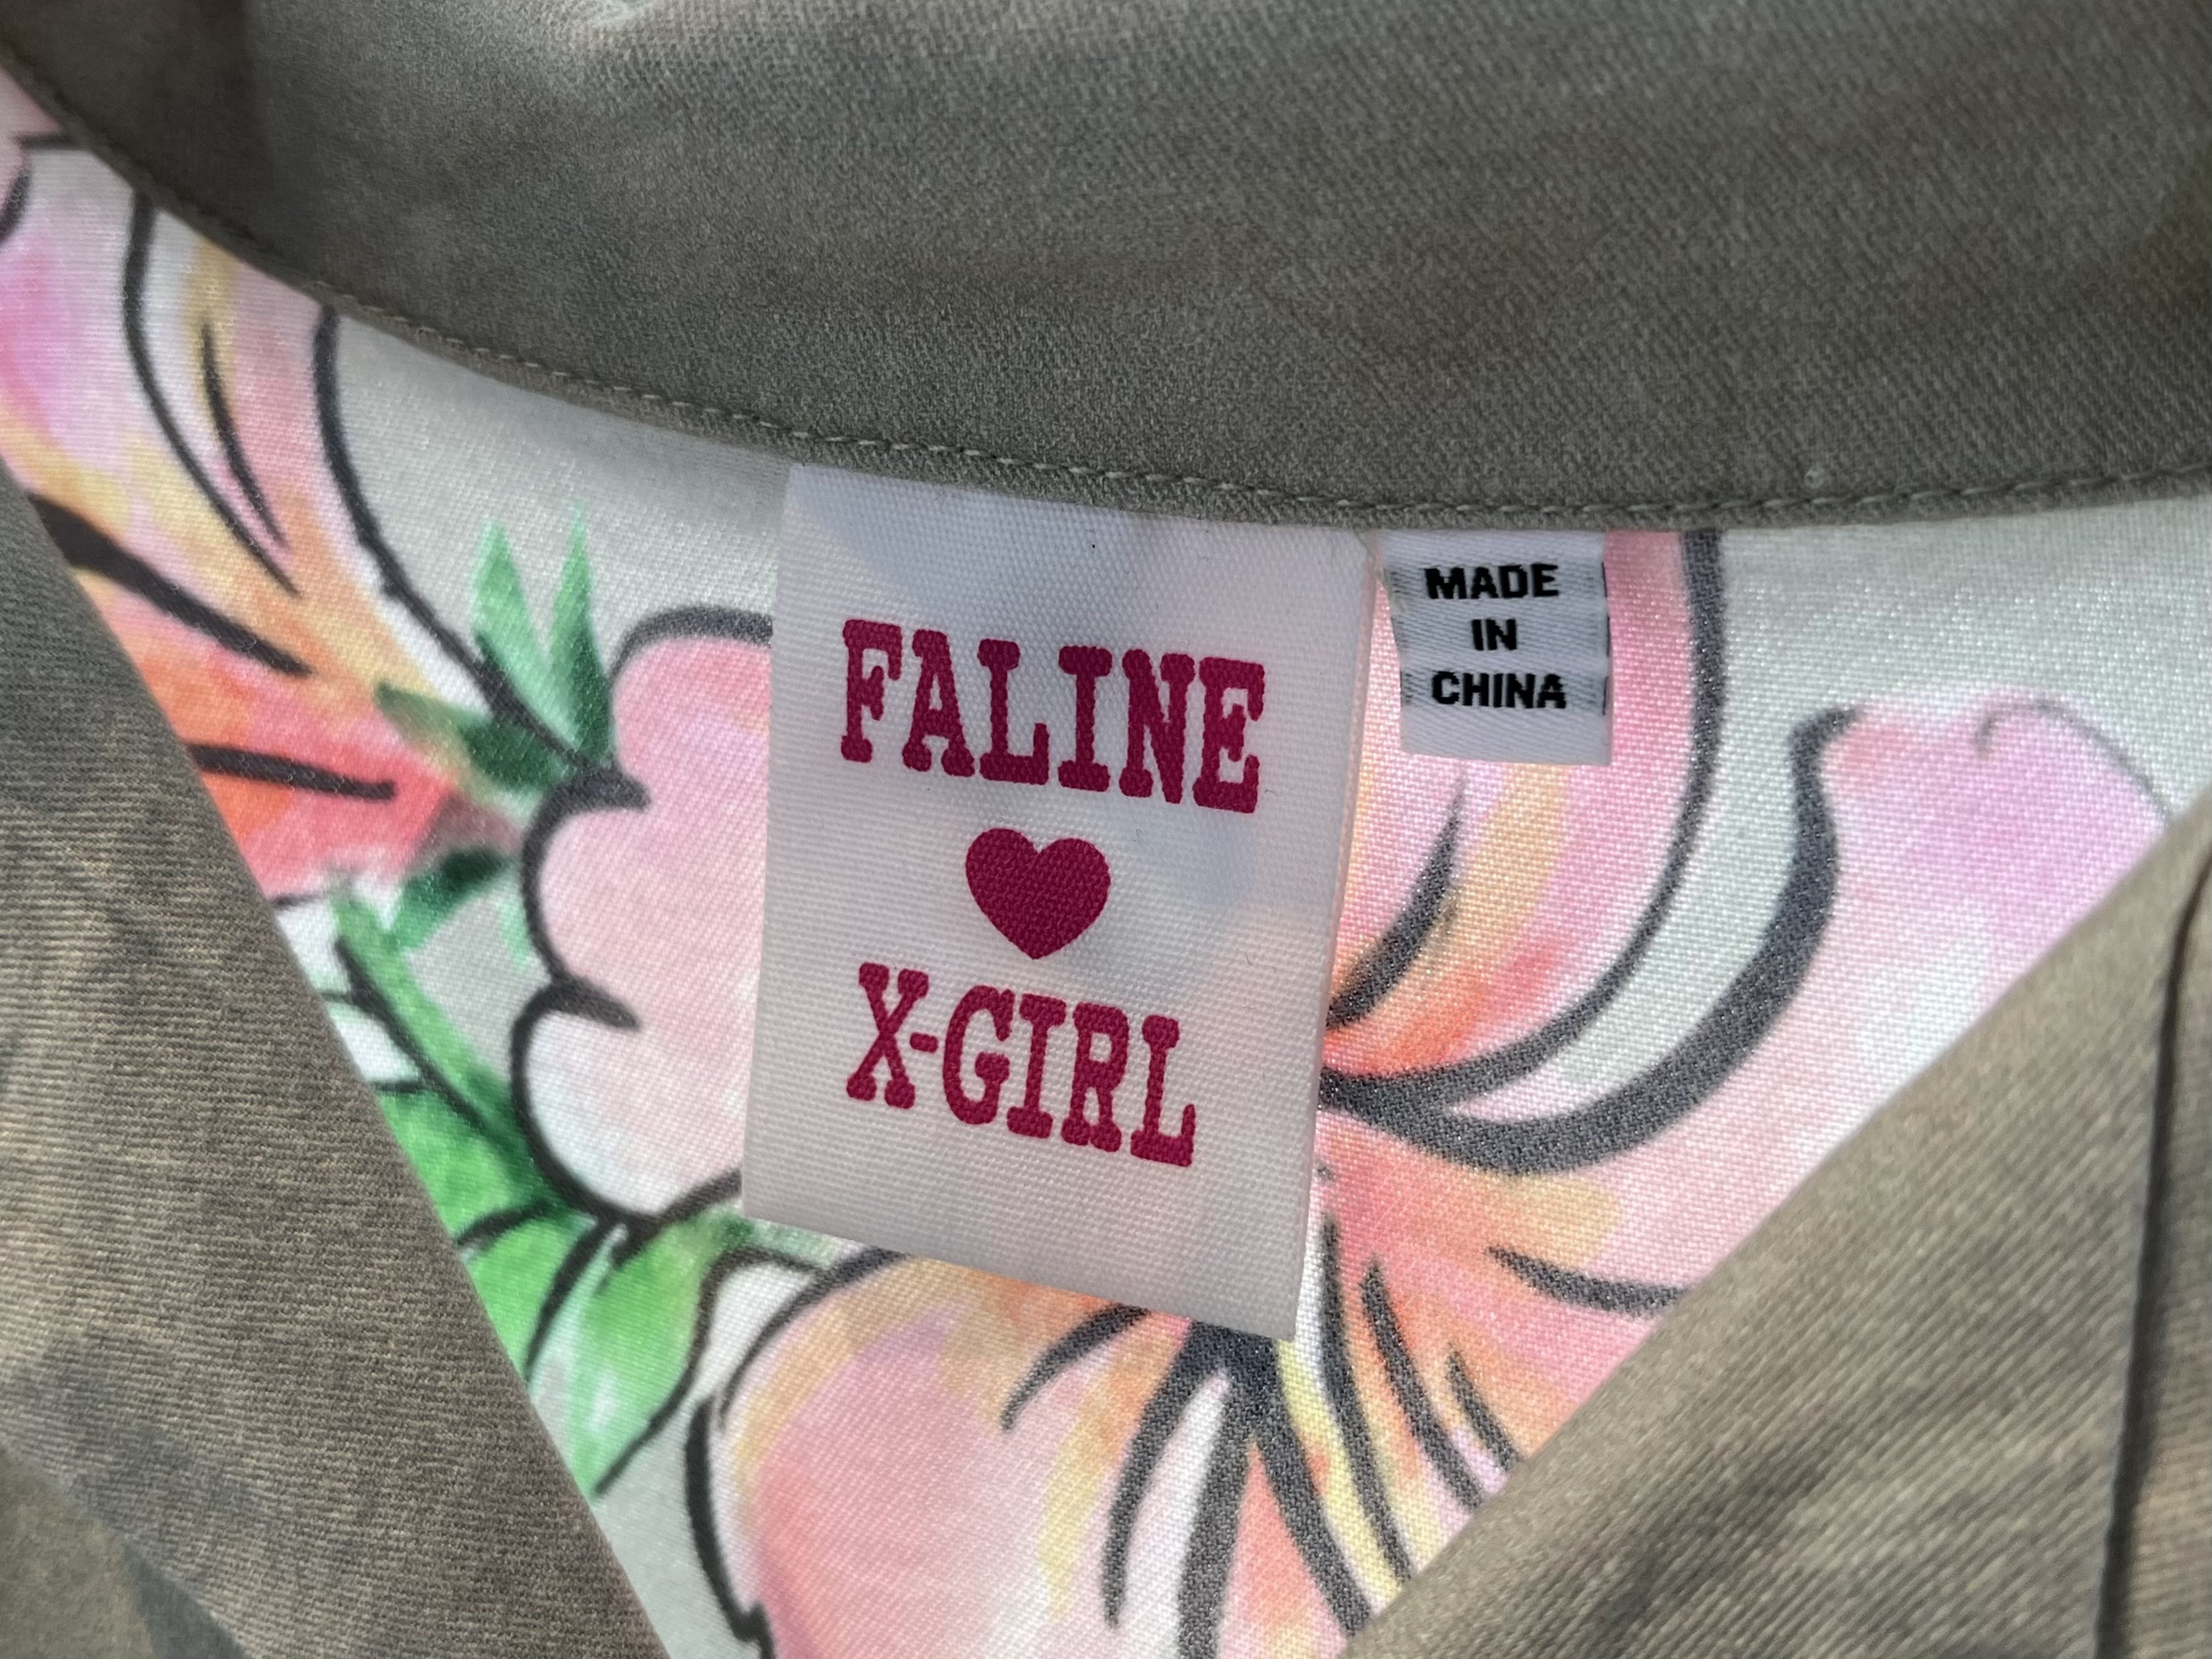 FALINE
♥
X-GIRL
MADE
IN
CHINA